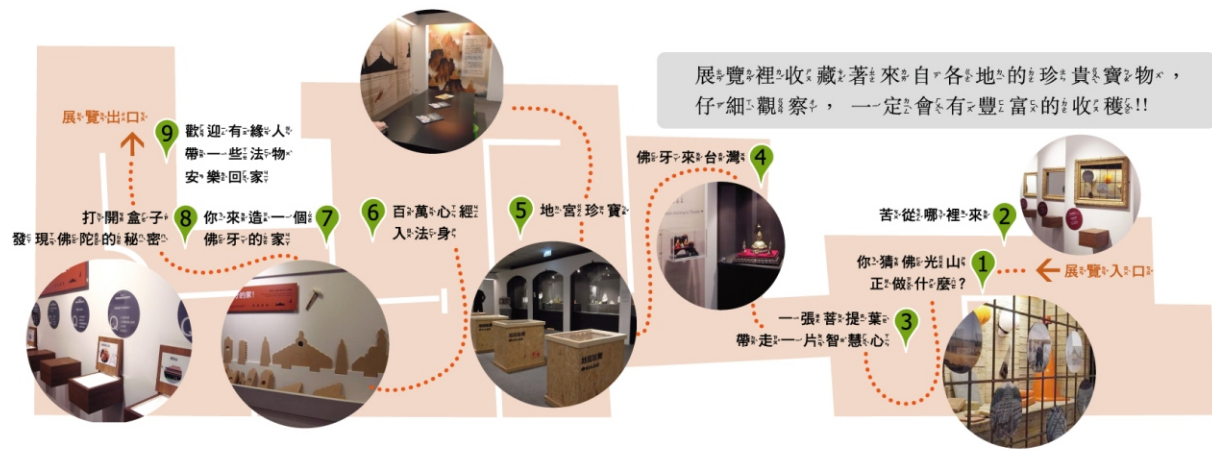 展覽裡收藏著來自各地的珍貴寶物，
仔細觀察，一定會有豐富的收穫!!
展覽入口
1
你猜佛光山
正做什麼？
2
苦從哪裡來
3
一張菩提葉
帶走一片智慧心
4
佛牙來台灣
5
地宮珍寶
6
百萬心經
入法身
7
你來造一個
佛牙的家
8
打開盒子
發現佛陀的秘密
9
歡迎有緣人
帶一些法物
安樂回家
展覽出口